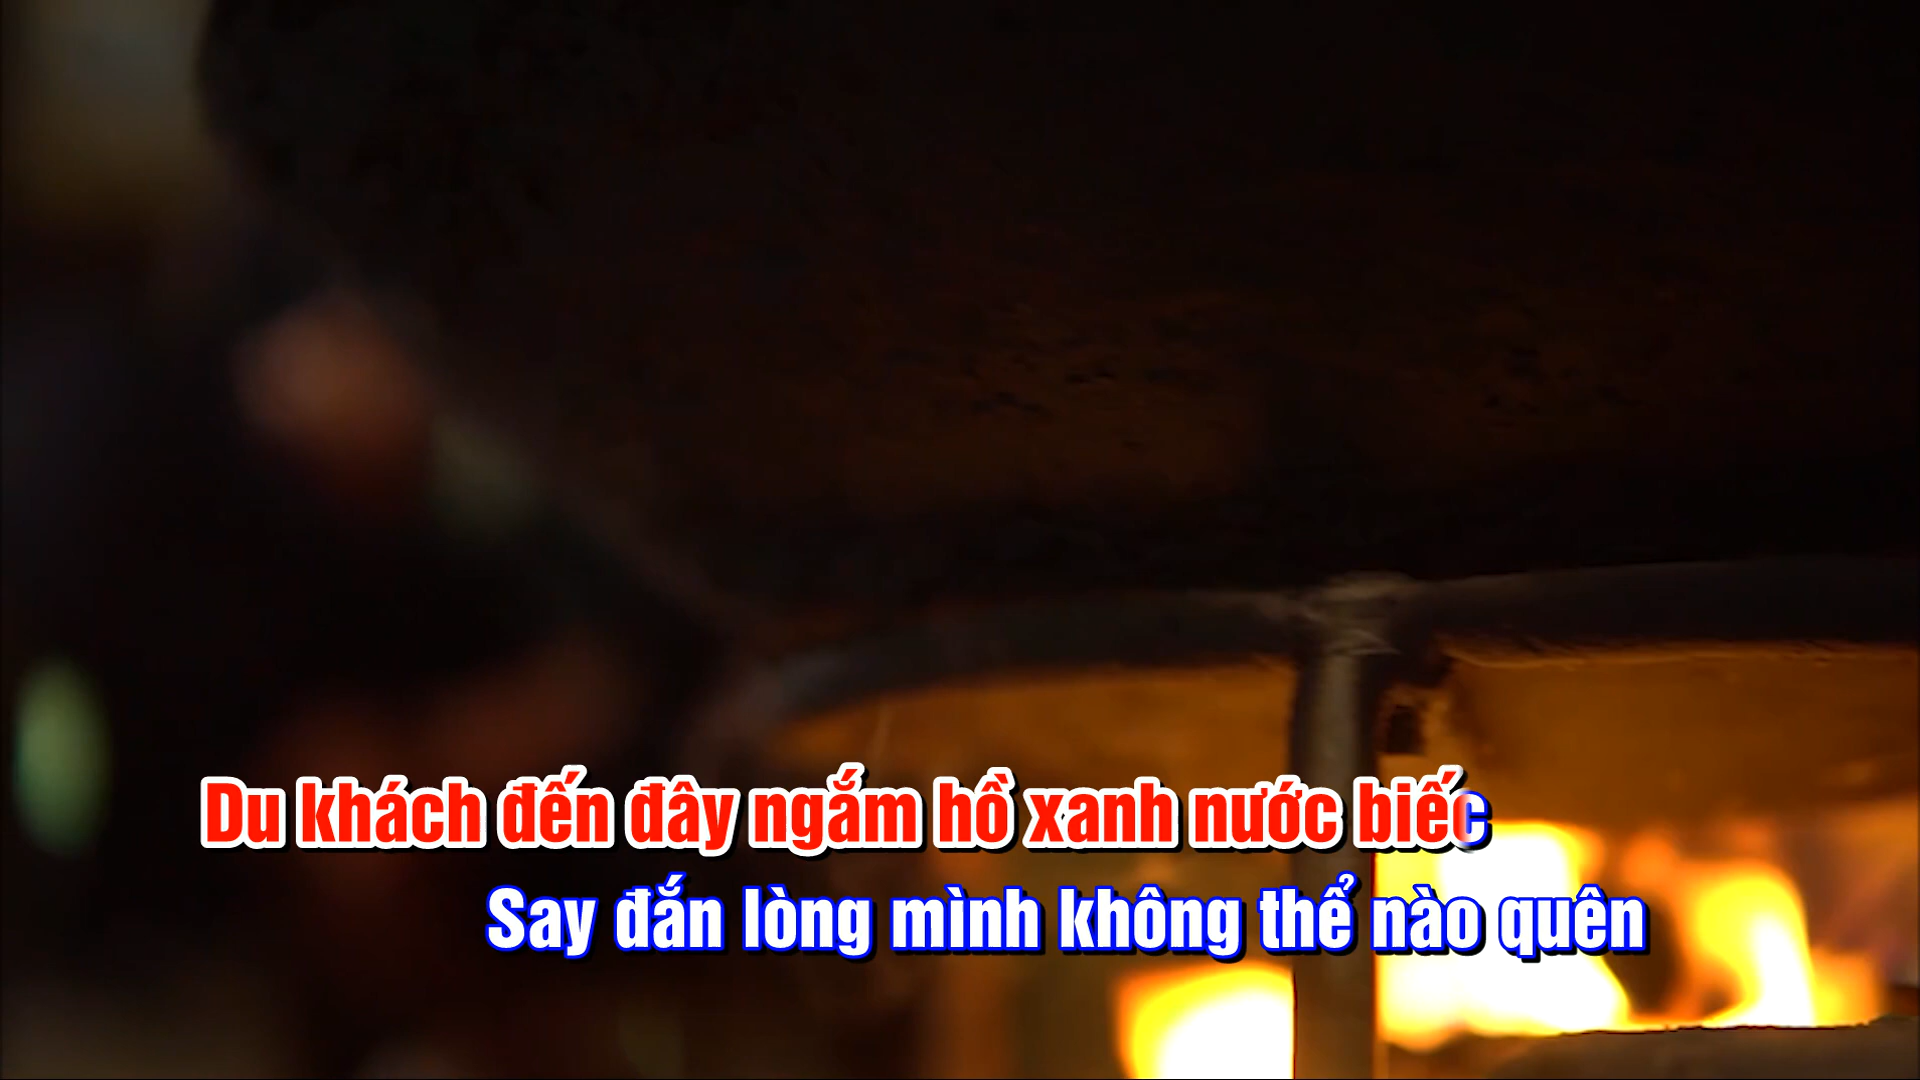 Du khách đến đây ngắm hồ xanh nước biếc
Say đắn lòng mình không thể nào quên